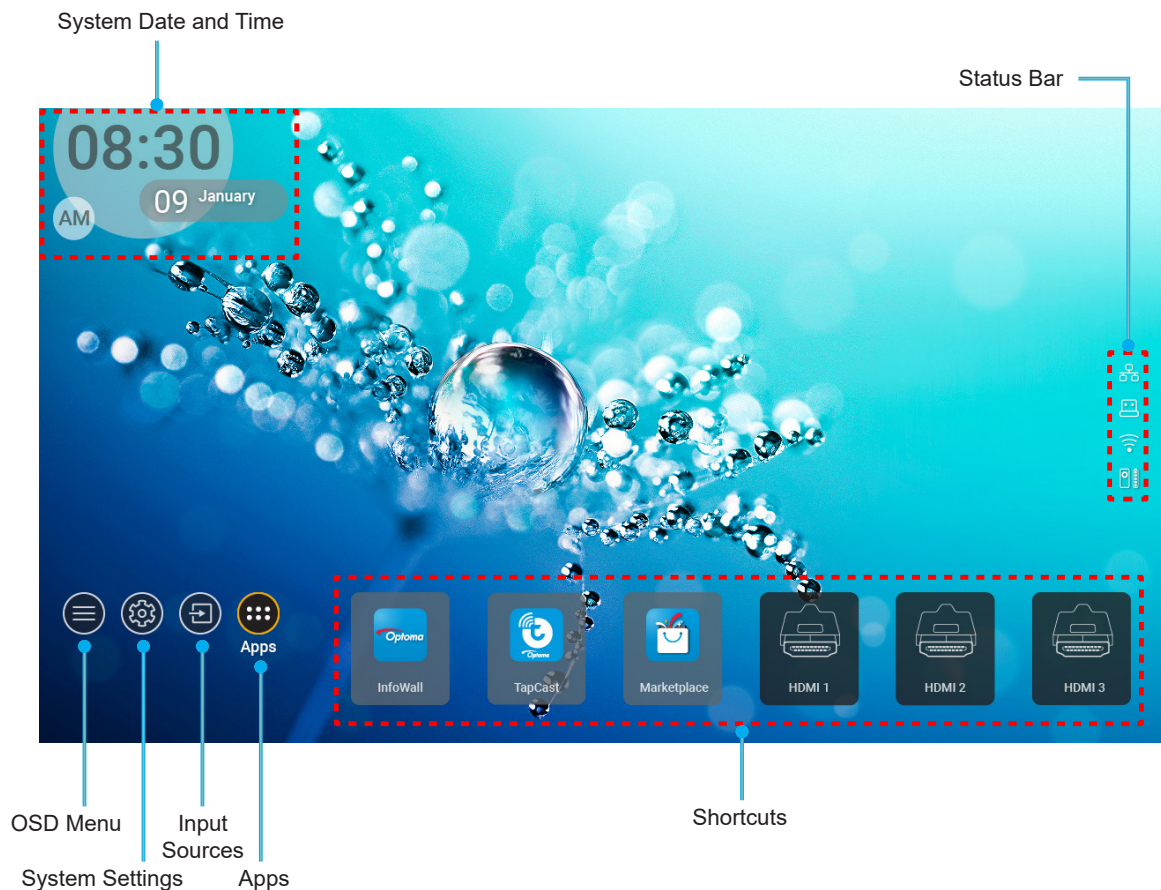 System Date and Time
Status Bar
08:30
09 January
AM
Apps
Optoma
Optoma
InfoWall
TapCast
Marketplace
HDMI 1
HDMI 2
HDMI 3
OSD Menu
Input
Sources
Shortcuts
System Settings
Apps